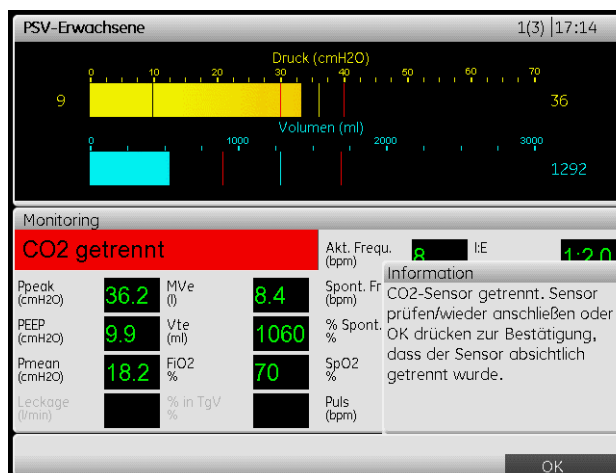 PSV-Erwachsene 1(3) 17:14
Druck (cmH2O)
0 10 20 30 40 50 60 70
9 36
Volumen (ml)
0 1000 2000 3000
1292
Monitoring
CO2 getrennt
Akt. Frequ. (bpm) 8 I:E 1:2.0
Ppeak (cmH2O) 36.2 MVe (l) 8.4 Spont. Fr (bpm)
PEEP (cmH2O) 9.9 Vte (ml) 1060 % Spont. %
Pmean (cmH2O) 18.2 FiO2 % 70 SpO2 %
Leckage (l/min) % in TgV % Puls (bpm)
Information
CO2-Sensor getrennt. Sensor
prüfen/wieder anschließen oder
OK drücken zur Bestätigung,
dass der Sensor absichtlich
getrennt wurde.
OK